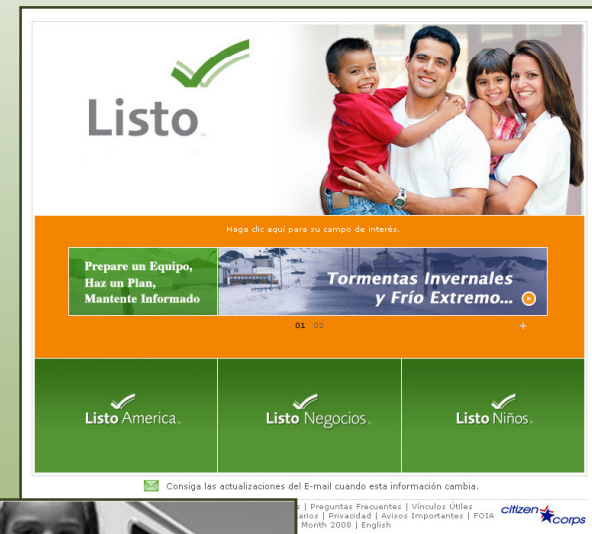 Listo
Haga clic aquí para su campo de interés.
Prepare un Equipo,
Haz un Plan,
Mantente Informado
Tormentas Invernales
y Frío Extremo...
01 02
Listo America
Listo Negocios
Listo Niños
Consiga las actualizaciones del E-mail cuando esta información cambia.
| Preguntas Frecuentes | Vínculos Útiles
| Privacidad | Avisos Importantes | FOIA
Month 2008 | English
citizen corps